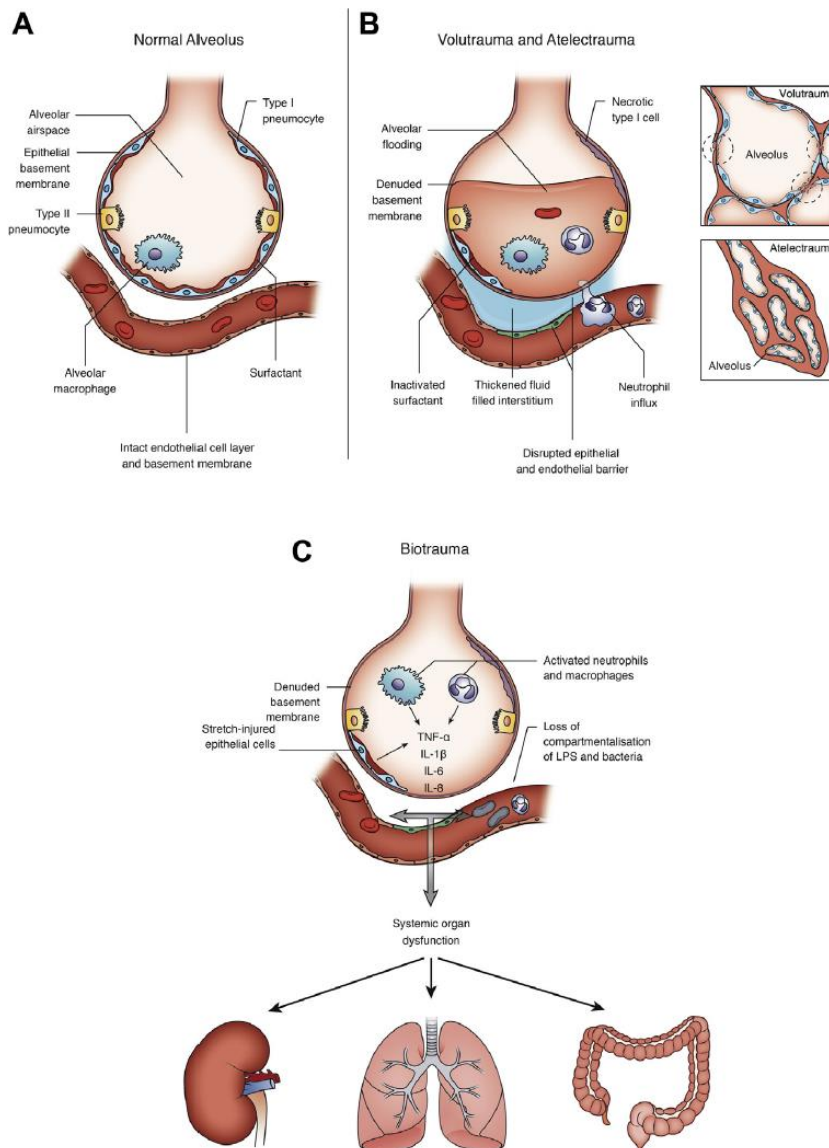 A
Normal Alveolus
Alveolar
airspace
Type I
pneumocyte
Epithelial
basement
membrane
Type II
pneumocyte
Alveolar
macrophage
Surfactant
Intact endothelial cell layer
and basement membrane
B
Volutrauma and Atelectrauma
Alveolar
flooding
Necrotic
type I cell
Denuded
basement
membrane
Inactivated
surfactant
Thickened fluid
filled interstitium
Neutrophil
influx
Disrupted epithelial
and endothelial barrier
Volutraum
Alveolus
Atelectraum
Alveolus
C
Biotrauma
Activated neutrophils
and macrophages
Denuded
basement
membrane
Stretch-injured
epithelial cells
TNF-α
IL-1β
IL-6
IL-8
Loss of
compartmentalisation
of LPS and bacteria
Systemic organ
dysfunction